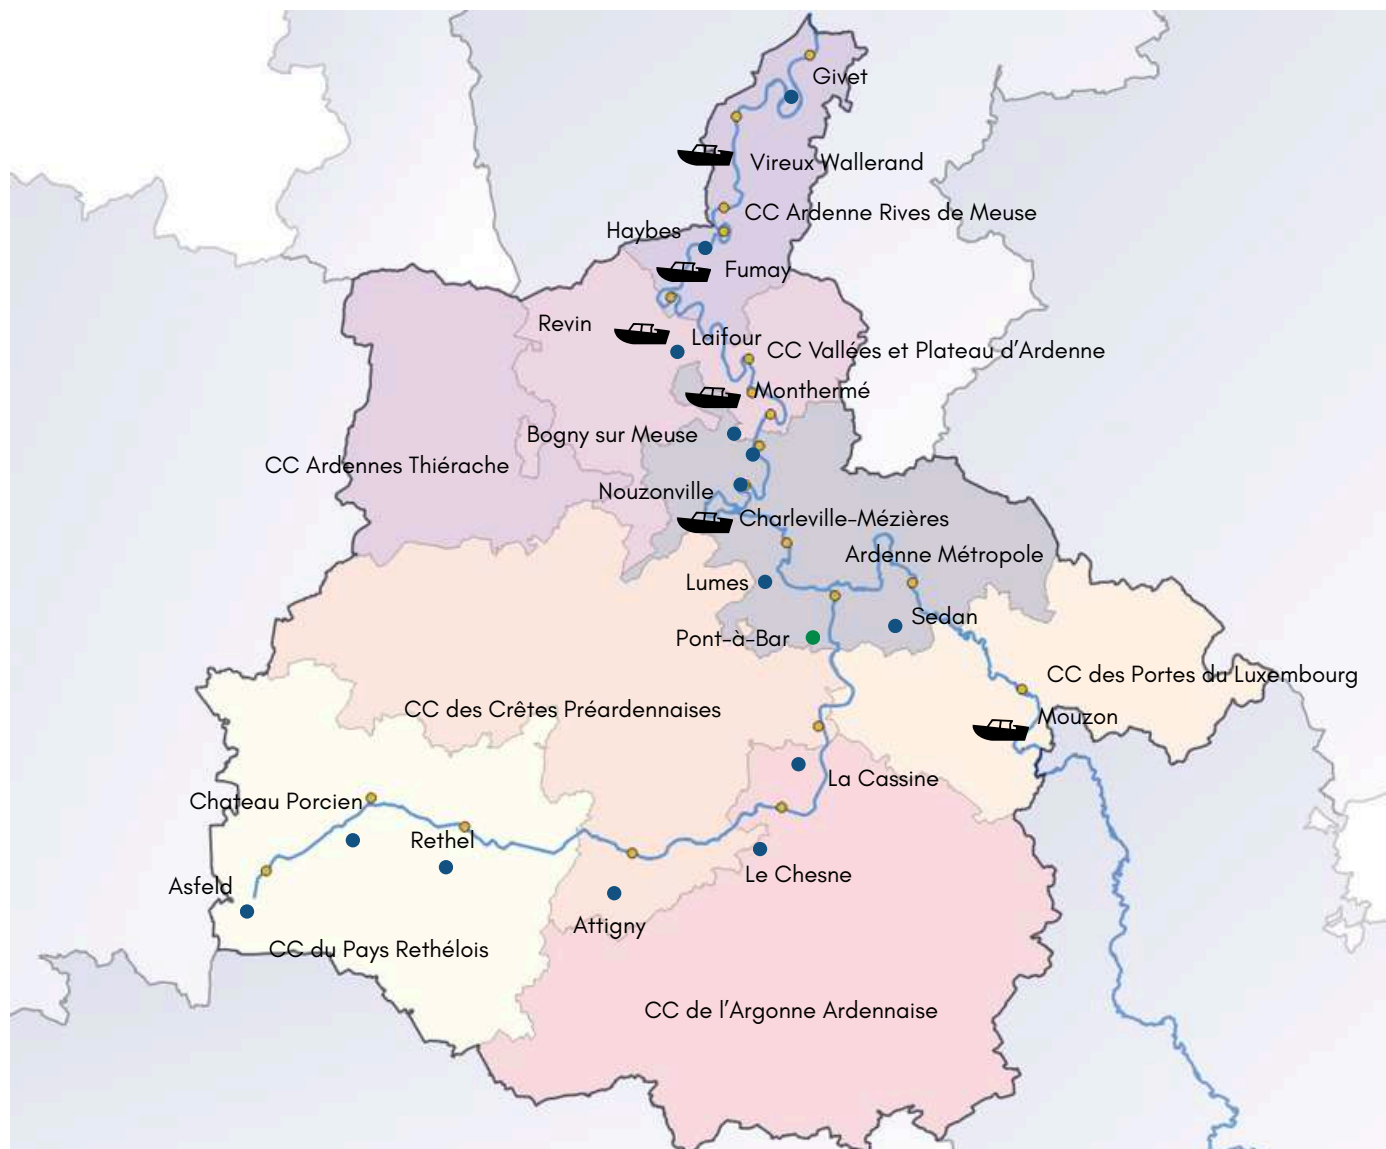 Givet
Vireux Wallerand
CC Ardenne Rives de Meuse
Haybes
Fumay
Revin
Laifour
CC Vallées et Plateau d'Ardenne
Monthermé
Bogny sur Meuse
CC Ardennes Thiérache
Nouzonville
Charleville-Mézières
Ardenne Métropole
Lumes
Sedan
Pont-à-Bar
CC des Portes du Luxembourg
CC des Crêtes Préardennaises
Mouzon
La Cassine
Chateau Porcien
Rethel
Le Chesne
Asfeld
Attigny
CC du Pays Rethélois
CC de l'Argonne Ardennaise